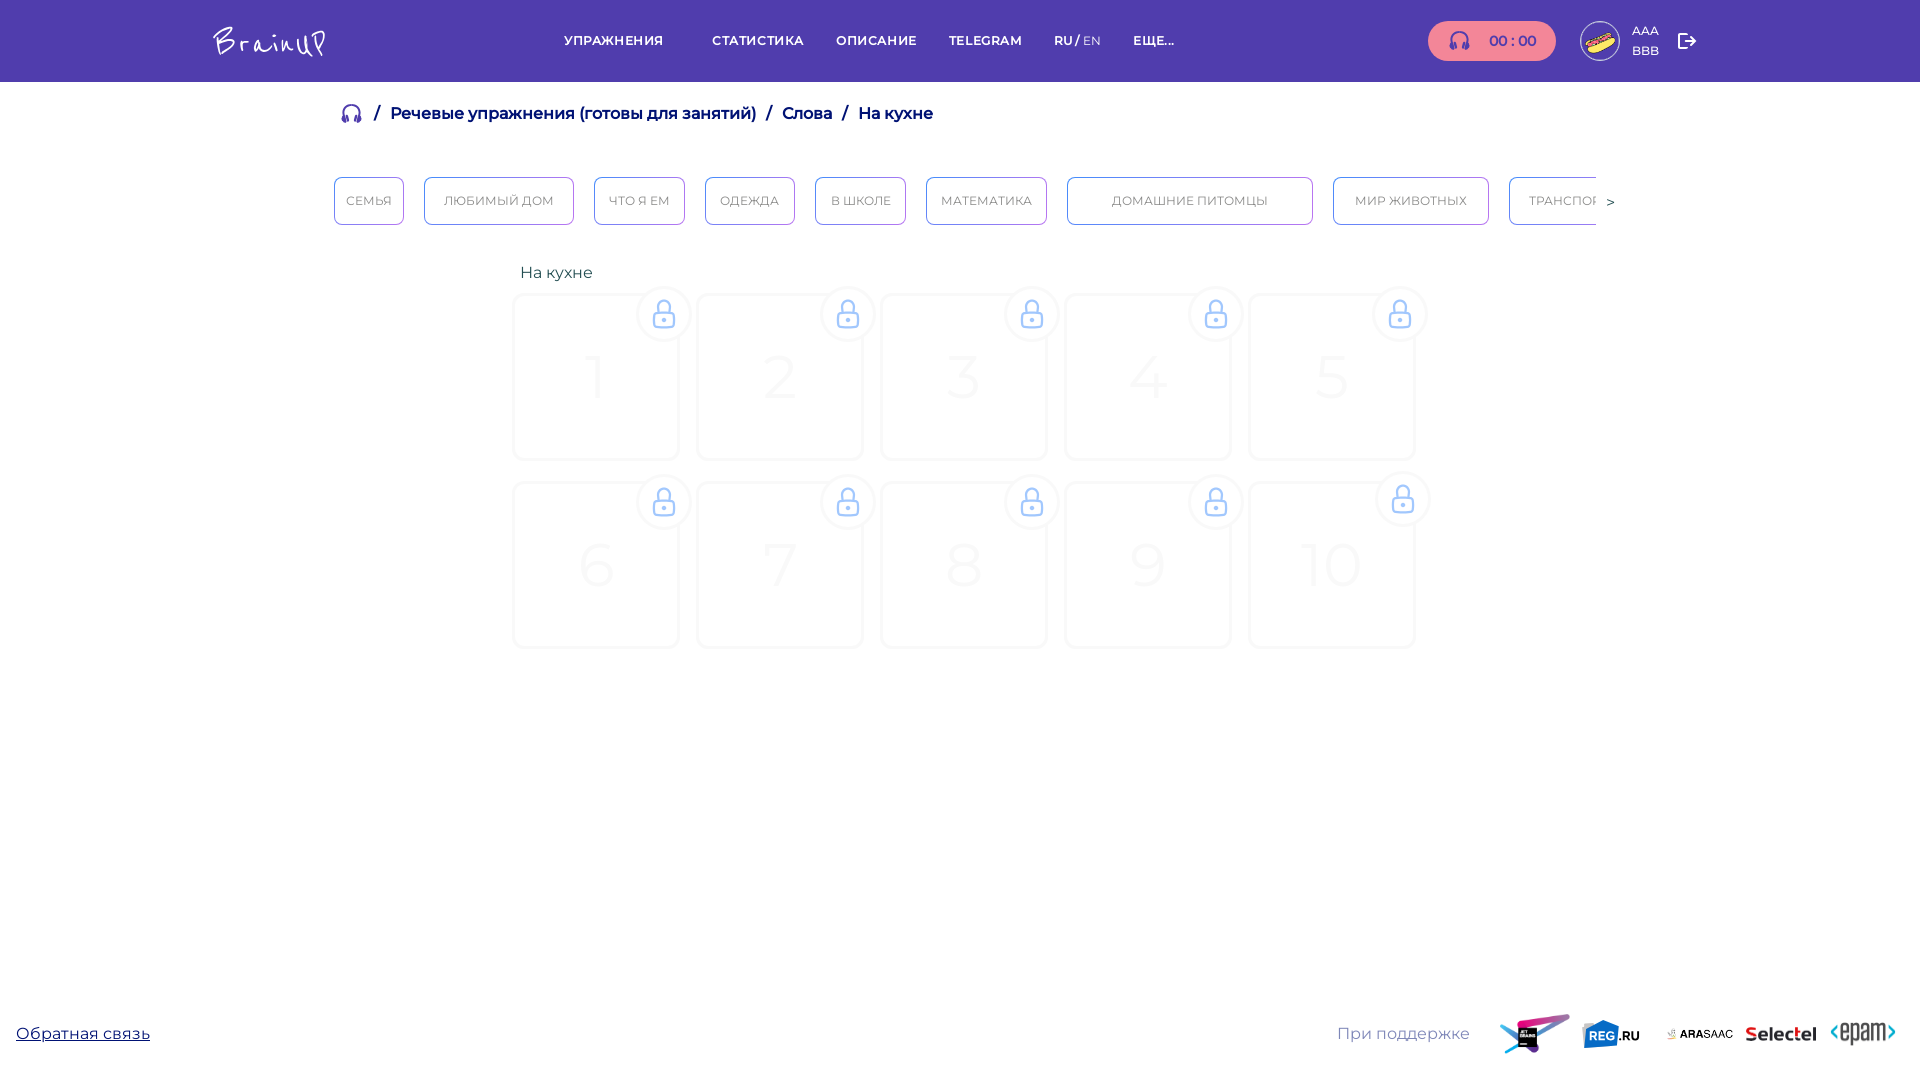 BrainUP
УПРАЖНЕНИЯ СТАТИСТИКА ОПИСАНИЕ TELEGRAM RU / EN ЕЩЕ...
00 : 00
AAA
BBB
/ Речевые упражнения (готовы для занятий) / Слова / На кухне
СЕМЬЯ ЛЮБИМЫЙ ДОМ ЧТО Я ЕМ ОДЕЖДА В ШКОЛЕ МАТЕМАТИКА ДОМАШНИЕ ПИТОМЦЫ МИР ЖИВОТНЫХ ТРАНСПОР >
На кухне
1 2 3 4 5
6 7 8 9 10
Обратная связь
При поддержке
JET BRAINS
REG.RU
ARASAAC
Selectel
<epam>